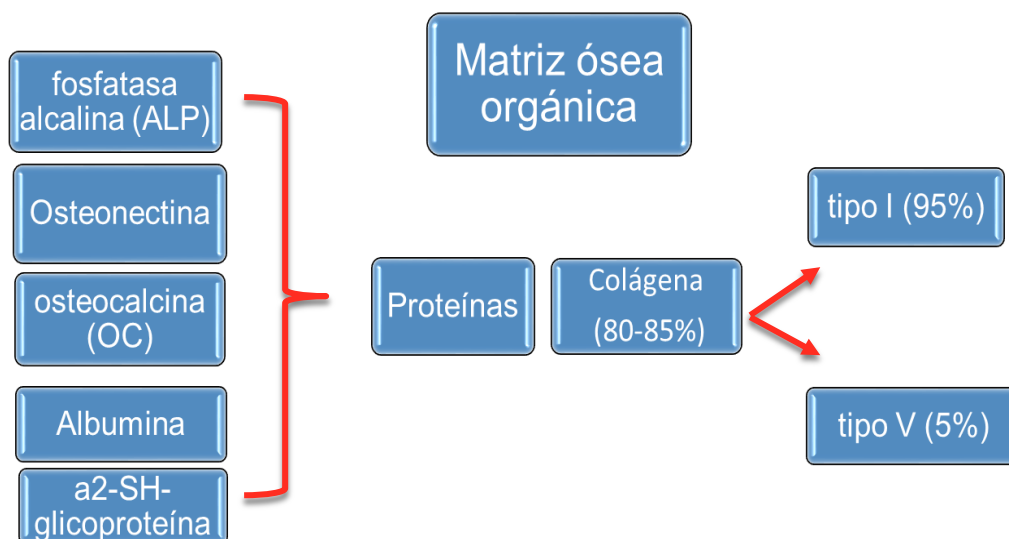 Matriz ósea
orgánica
fosfatasa
alcalina (ALP)
Osteonectina
osteocalcina
(OC)
Albumina
a2-SH-
glicoproteína
Proteínas
Colágena
(80-85%)
tipo I (95%)
tipo V (5%)